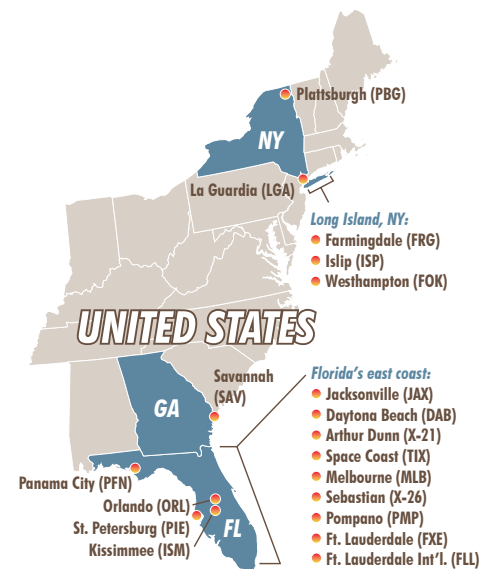 Plattsburgh (PBG)
NY
La Guardia (LGA)
Long Island, NY:
Farmingdale (FRG)
Islip (ISP)
Westhampton (FOK)
UNITED STATES
Savannah
(SAV)
GA
Florida's east coast:
Jacksonville (JAX)
Daytona Beach (DAB)
Arthur Dunn (X-21)
Space Coast (TIX)
Melbourne (MLB)
Sebastian (X-26)
Pompano (PMP)
Ft. Lauderdale (FXE)
Ft. Lauderdale Int'l. (FLL)
Panama City (PFN)
Orlando (ORL)
St. Petersburg (PIE)
Kissimmee (ISM)
FL